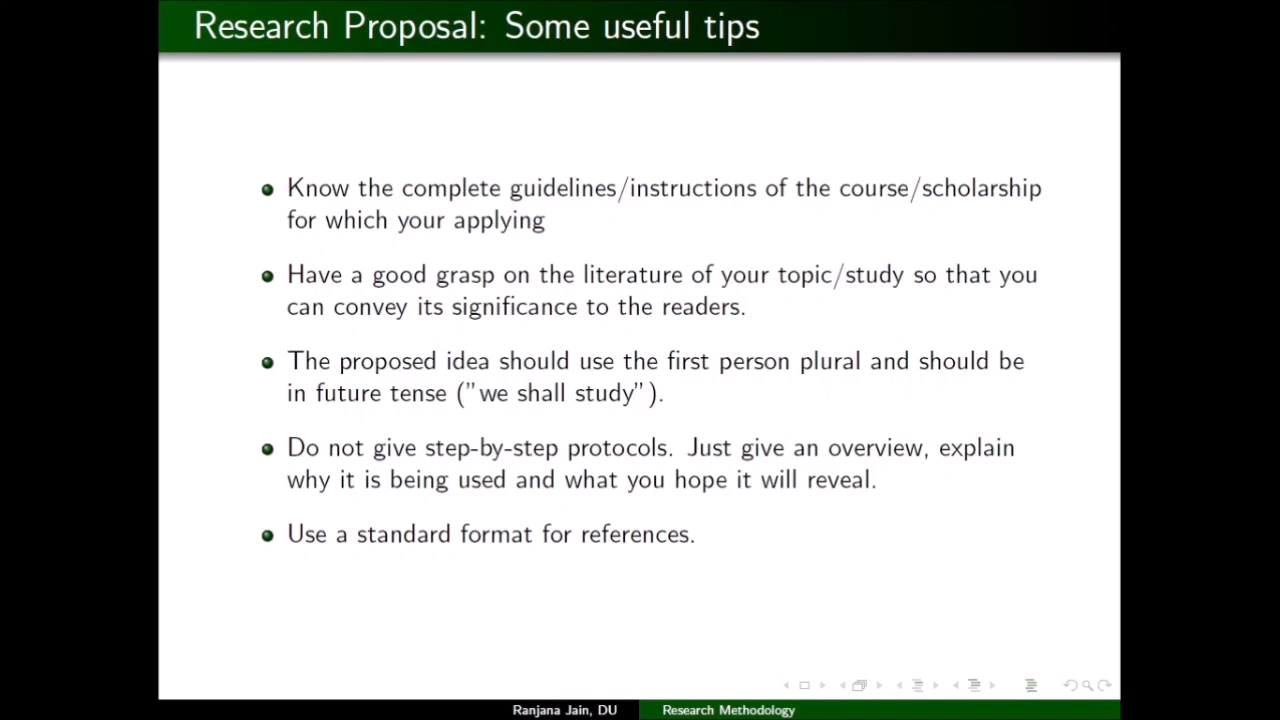 Research Proposal: Some useful tips
Know the complete guidelines/instructions of the course/scholarship
for which your applying
Have a good grasp on the literature of your topic/study so that you
can convey its significance to the readers.
The proposed idea should use the first person plural and should be
in future tense ("we shall study").
Do not give step-by-step protocols. Just give an overview, explain
why it is being used and what you hope it will reveal.
Use a standard format for references.
Ranjana Jain, DU
Research Methodology